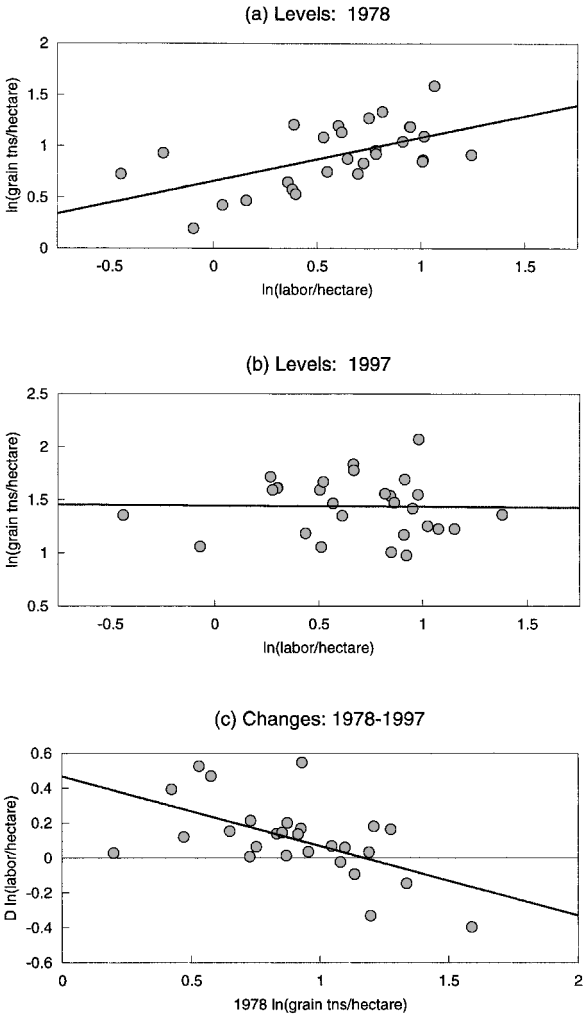 (a) Levels: 1978
ln(grain tns/hectare)
2
1.5
1
0.5
0
-0.5 0 0.5 1 1.5
ln(labor/hectare)
(b) Levels: 1997
ln(grain tns/hectare)
2.5
2
1.5
1
0.5
-0.5 0 0.5 1 1.5
ln(labor/hectare)
(c) Changes: 1978-1997
D ln(labor/hectare)
0.6
0.4
0.2
0
-0.2
-0.4
-0.6
0 0.5 1 1.5 2
1978 ln(grain tns/hectare)